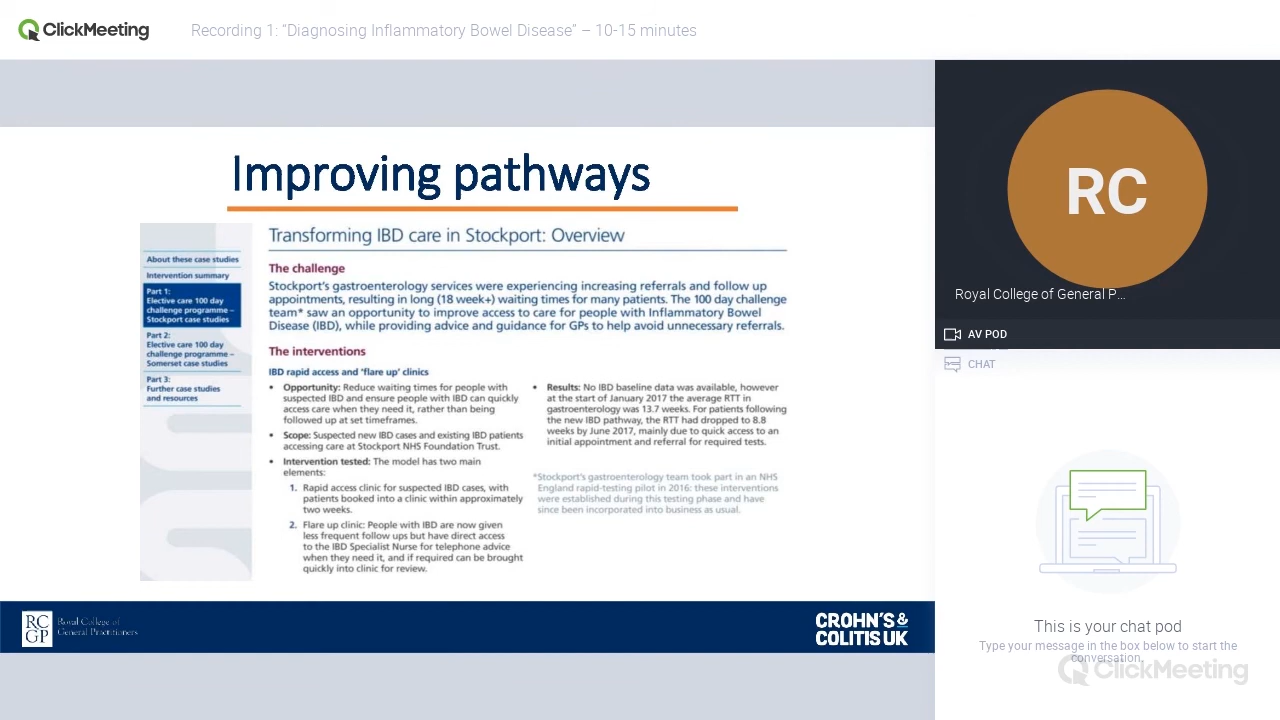 ClickMeeting
Recording 1: “Diagnosing Inflammatory Bowel Disease” – 10-15 minutes
Improving pathways
About these case studies
Intervention summary
Part 1:
Elective care 100 day
challenge programme –
Stockport case studies
Part 2:
Elective care 100 day
challenge programme –
Somerset case studies
Part 3:
Further case studies
and resources
Transforming IBD care in Stockport: Overview
The challenge
Stockport's gastroenterology services were experiencing increasing referrals and follow up
appointments, resulting in long (18 week+) waiting times for many patients. The 100 day challenge
team* saw an opportunity to improve access to care for people with Inflammatory Bowel
Disease (IBD), while providing advice and guidance for GPs to help avoid unnecessary referrals.
The interventions
IBD rapid access and 'flare up' clinics
• Opportunity: Reduce waiting times for people with
suspected IBD and ensure people with IBD can quickly
access care when they need it, rather than being
followed up at set timeframes.
• Scope: Suspected new IBD cases and existing IBD patients
accessing care at Stockport NHS Foundation Trust.
• Intervention tested: The model has two main
elements:
1. Rapid access clinic for suspected IBD cases, with
patients booked into a clinic within approximately
two weeks.
2. Flare up clinic: People with IBD are now given
less frequent follow ups but have direct access
to the IBD Specialist Nurse for telephone advice
when they need it, and if required can be brought
quickly into clinic for review.
• Results: No IBD baseline data was available, however
at the start of January 2017 the average RTT in
gastroenterology was 13.7 weeks. For patients following
the new IBD pathway, the RTT had dropped to 8.8
weeks by June 2017, mainly due to quick access to an
initial appointment and referral for required tests.
*Stockport's gastroenterology team took part in an NHS
England rapid-testing pilot in 2016: these interventions
were established during this testing phase and have
since been incorporated into business as usual.
RC
GP
Royal College of
General Practitioners
CROHN'S &
COLITIS UK
RC
Royal College of General P...
AV POD
CHAT
This is your chat pod
Type your message in the box below to start the
conversation.
ClickMeeting